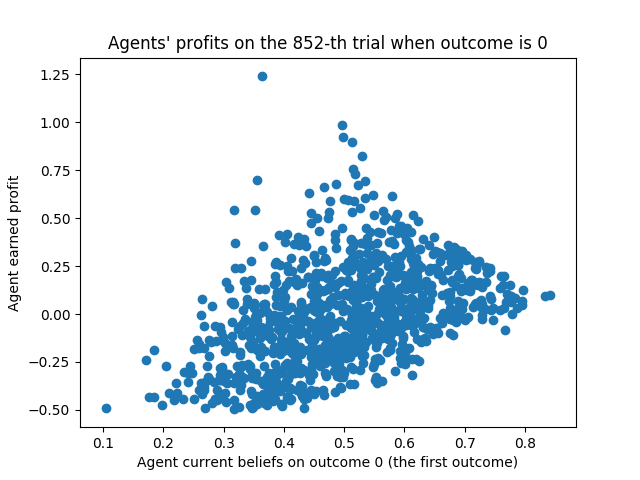 Agents' profits on the 852-th trial when outcome is 0
1.25
1.00
0.75
0.50
0.25
0.00
−0.25
−0.50
Agent earned profit
0.1 0.2 0.3 0.4 0.5 0.6 0.7 0.8
Agent current beliefs on outcome 0 (the first outcome)